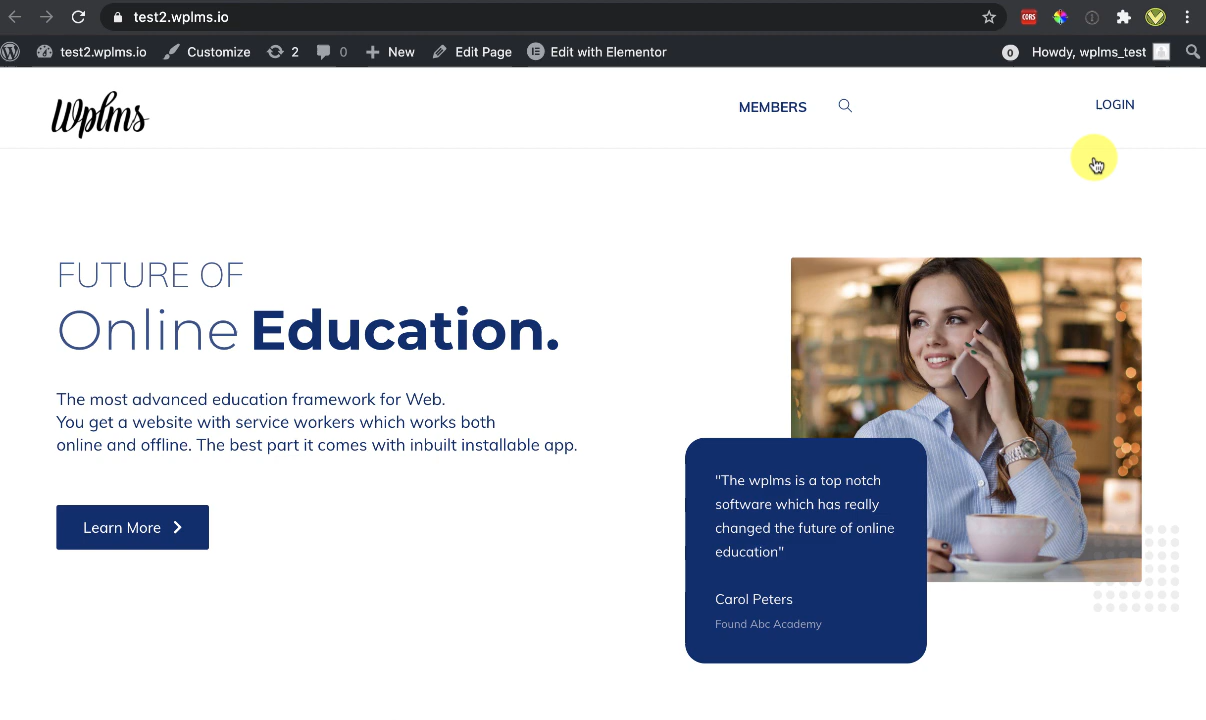 test2.wplms.io
test2.wplms.io Customize 2 0 New Edit Page Edit with Elementor 0 Howdy, wplms_test
CORS
Wplms MEMBERS LOGIN
FUTURE OF
Online Education.
The most advanced education framework for Web.
You get a website with service workers which works both
online and offline. The best part it comes with inbuilt installable app.
Learn More
"The wplms is a top notch
software which has really
changed the future of online
education"
Carol Peters
Found Abc Academy